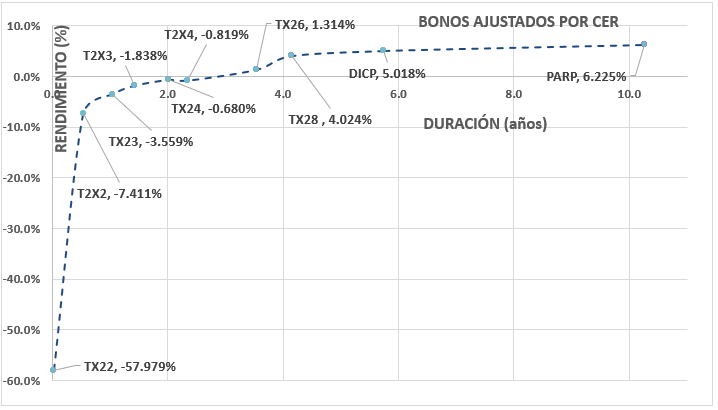 BONOS AJUSTADOS POR CER
RENDIMIENTO (%)
DURACIÓN (años)
10.0%
0.0%
-10.0%
-20.0%
-30.0%
-40.0%
-50.0%
-60.0%
0.0
2.0
4.0
6.0
8.0
10.0
TX22, -57.979%
T2X2, -7.411%
TX23, -3.559%
T2X3, -1.838%
TX24, -0.680%
T2X4, -0.819%
TX26, 1.314%
TX28 , 4.024%
DICP, 5.018%
PARP, 6.225%